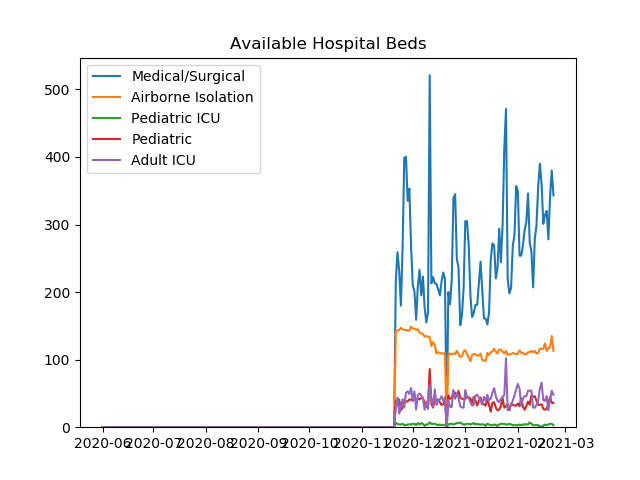 Available Hospital Beds
Medical/Surgical
Airborne Isolation
Pediatric ICU
Pediatric
Adult ICU
500
400
300
200
100
0
2020-06 2020-07 2020-08 2020-09 2020-10 2020-11 2020-12 2021-01 2021-02 2021-03